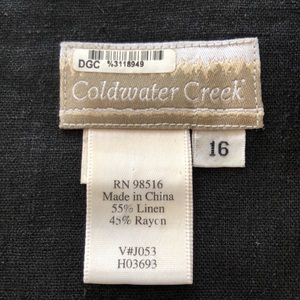 DGC %3118949
Coldwater Creek
16
RN 98516
Made in China
55% Linen
45% Rayon
V#J053
H03693